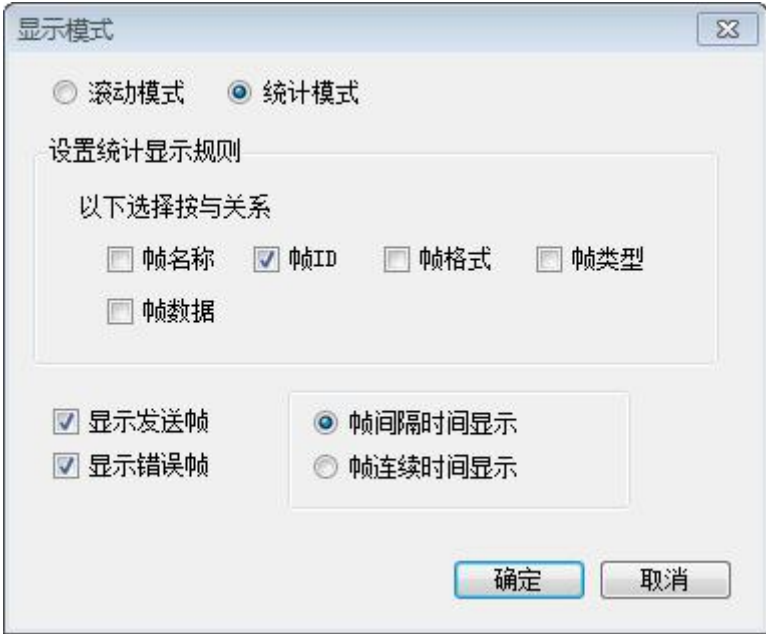 显示模式
滚动模式 统计模式
设置统计显示规则
以下选择按与关系
帧名称 帧ID 帧格式 帧类型
帧数据
显示发送帧 帧间隔时间显示
显示错误帧 帧连续时间显示
确定 取消